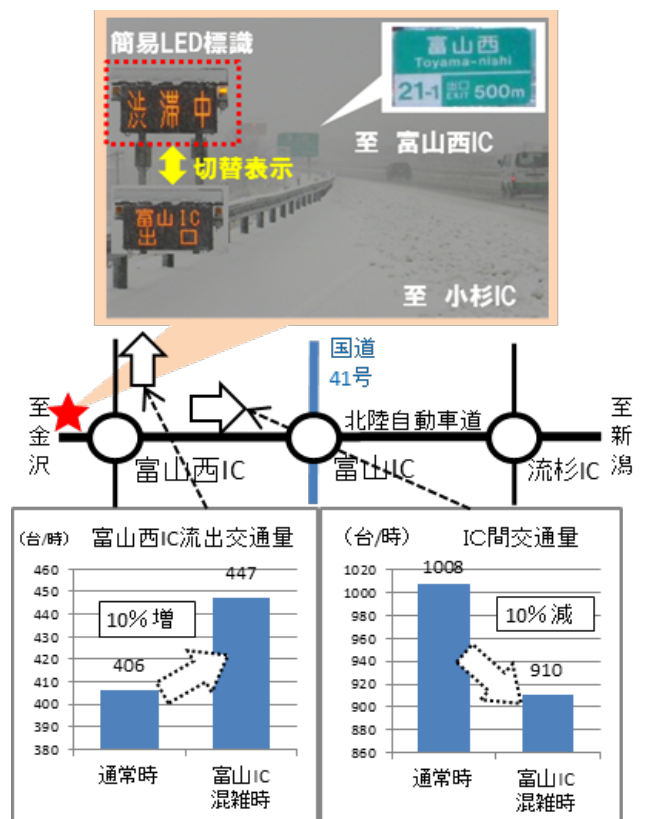 簡易LED標識
富山西
Toyama-nishi
21-1 出口 EXIT 500m
渋滞中
至 富山西IC
切替表示
富山IC
出口
至 小杉IC
国道
41号
北陸自動車道
至金沢
至新潟
富山西IC
富山IC
流杉IC
(台/時) 富山西IC流出交通量
460
450
440
430
420
410
400
390
380
447
10%増
406
通常時
富山IC
混雑時
(台/時) IC間交通量
1020
1000
980
960
940
920
900
880
860
1008
10%減
910
通常時
富山IC
混雑時